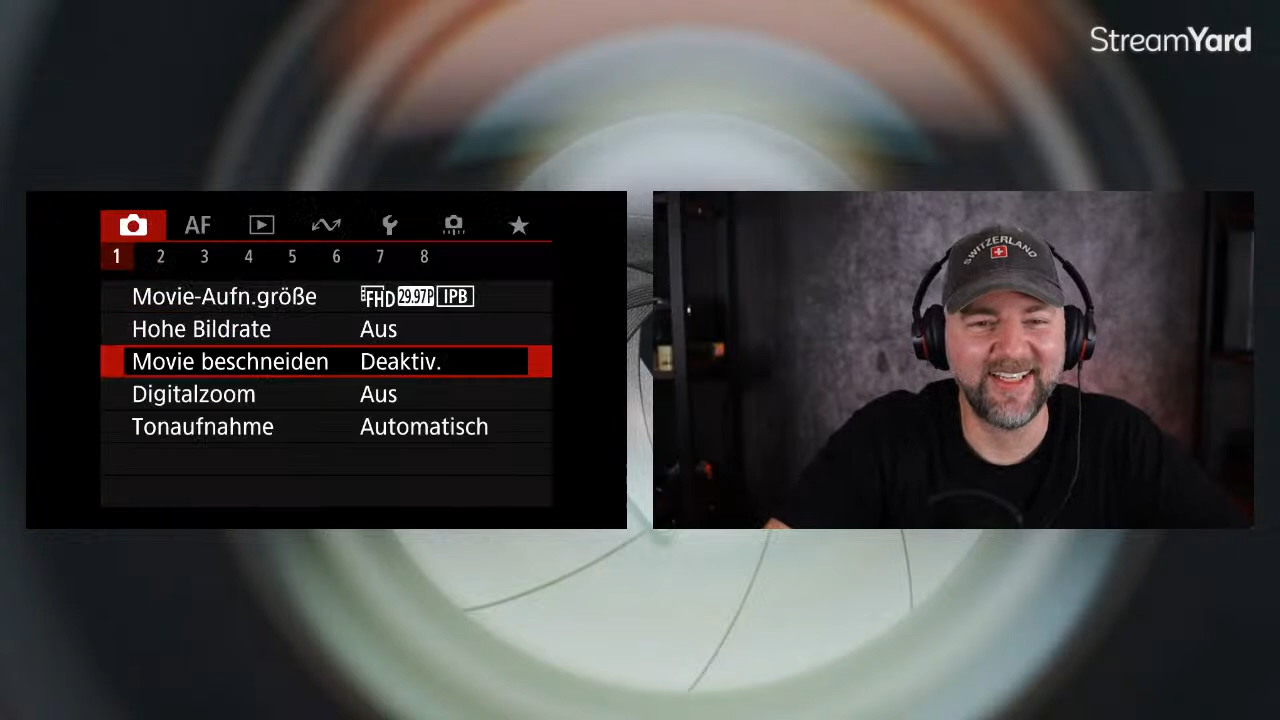 StreamYard
AF
1 2 3 4 5 6 7 8
Movie-Aufn.größe FHD 29.97P IPB
Hohe Bildrate Aus
Movie beschneiden Deaktiv.
Digitalzoom Aus
Tonaufnahme Automatisch
SWITZERLAND